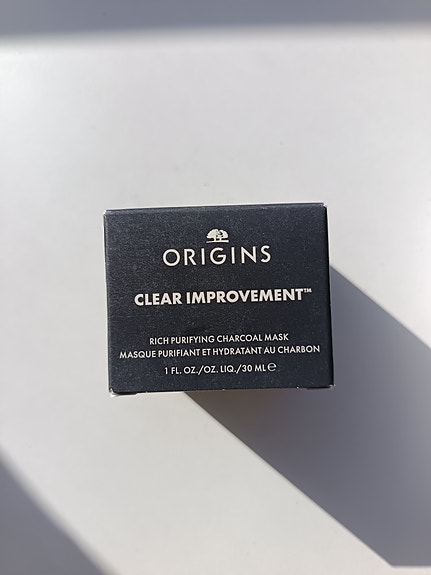 ORIGINS
CLEAR IMPROVEMENT™
RICH PURIFYING CHARCOAL MASK
MASQUE PURIFIANT ET HYDRATANT AU CHARBON
1 FL. OZ./OZ. LIQ./30 ML ℮